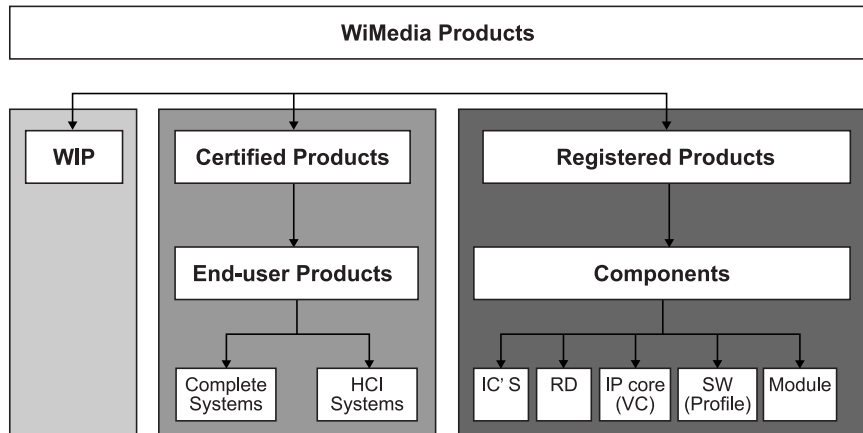 WiMedia Products
WIP
Certified Products
Registered Products
End-user Products
Components
Complete
Systems
HCI
Systems
IC' S
RD
IP core
(VC)
SW
(Profile)
Module